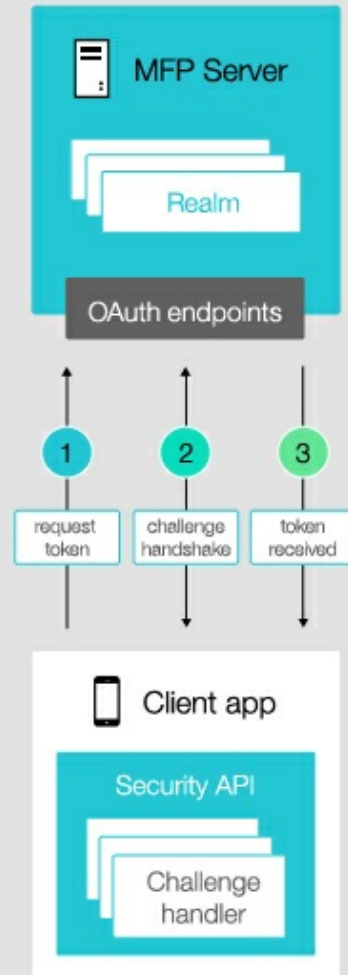 MFP Server
Realm
OAuth endpoints
1
2
3
request
token
challenge
handshake
token
received
Client app
Security API
Challenge
handler